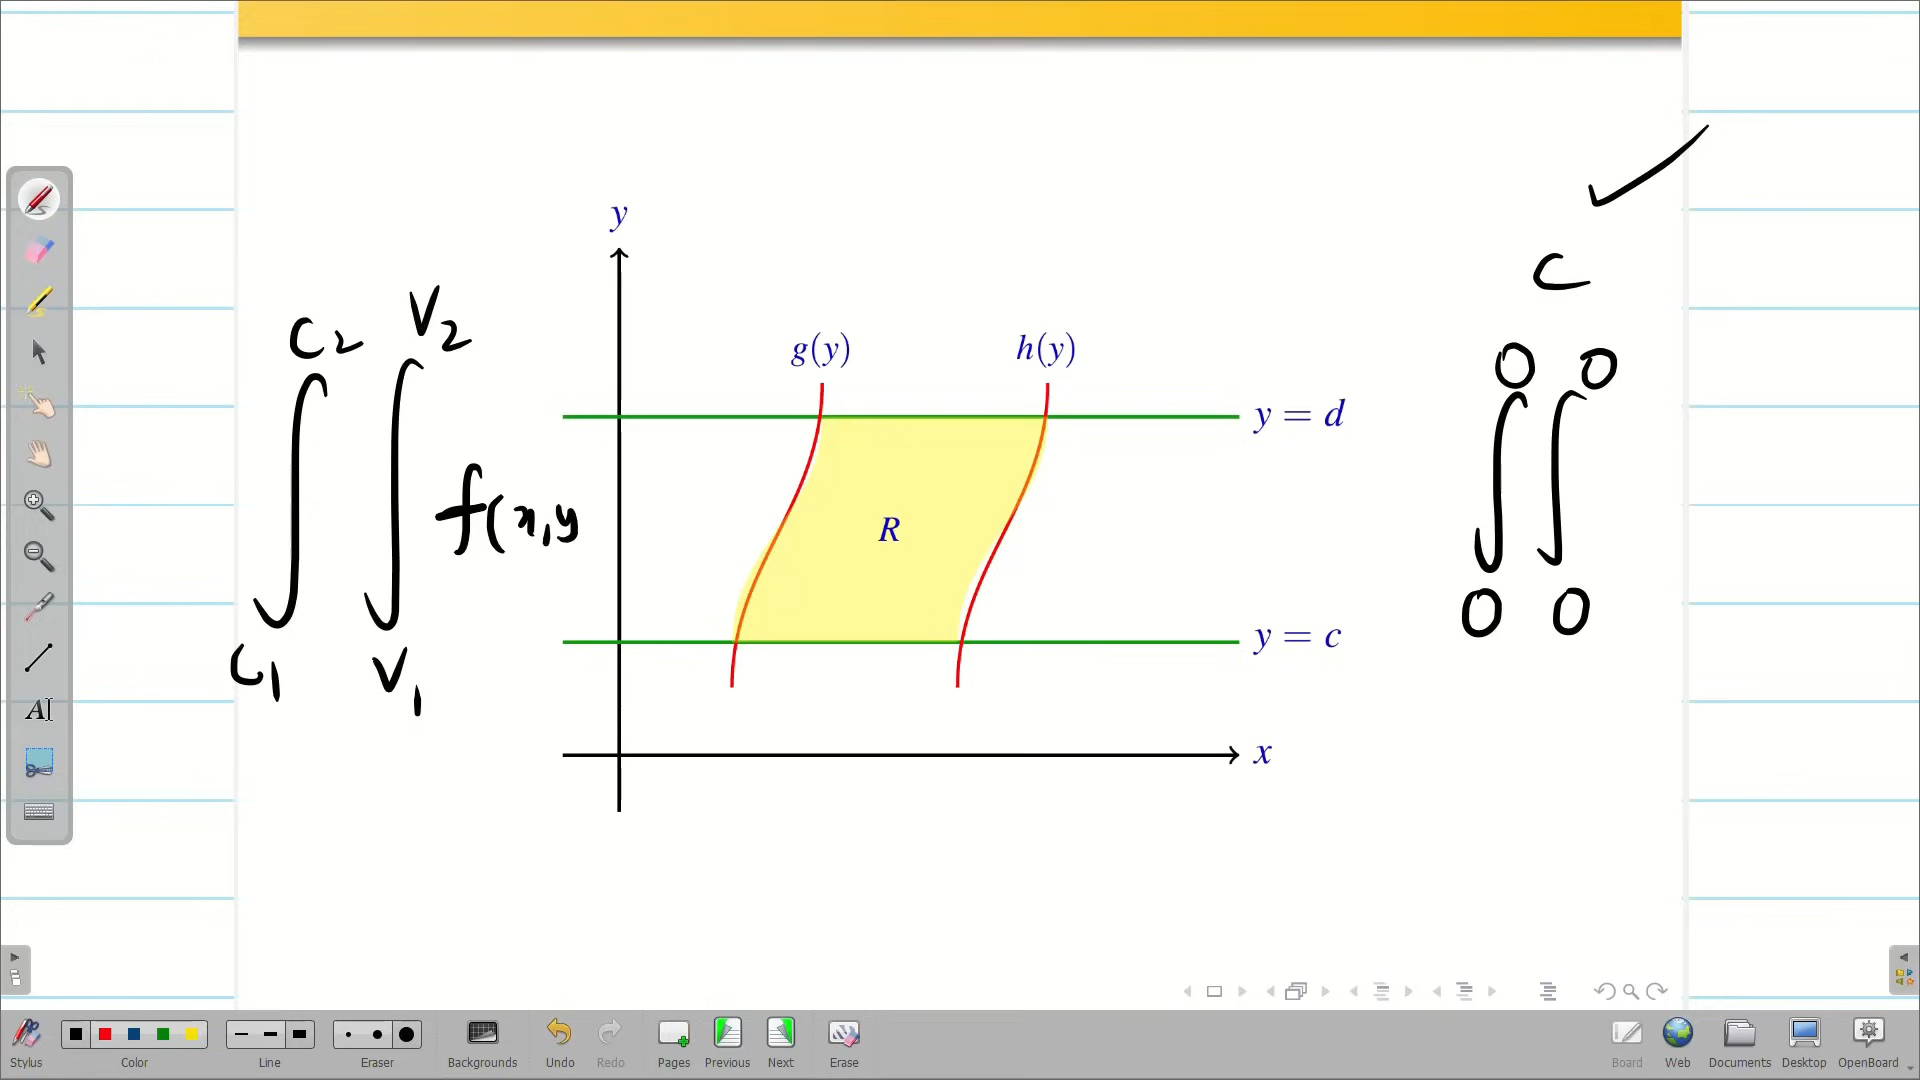 y
C
C2 V2
g(y) h(y)
0 0
y = d
∫ ∫ f(x,y
R
∫ ∫
y = c
0 0
C1 V1
x
A
Stylus Color Line Eraser Backgrounds Undo Redo Pages Previous Next Erase Board Web Documents Desktop OpenBoard